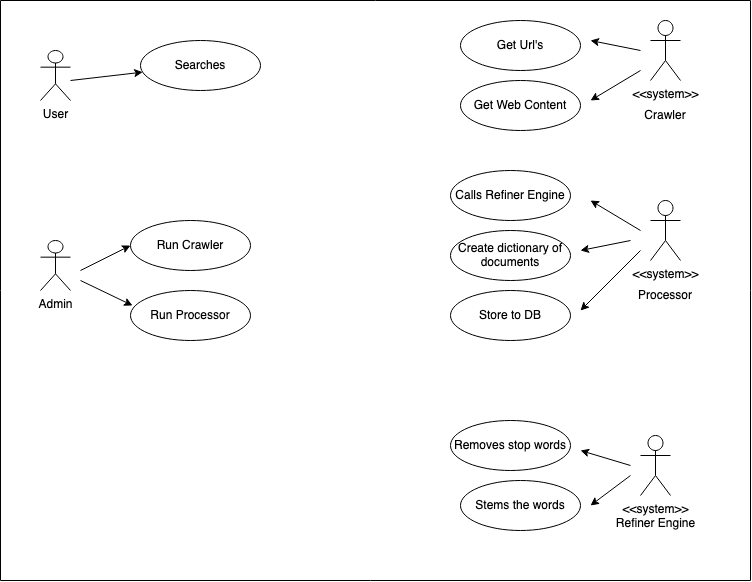 Searches
User
Get Url's
Get Web Content
<<system>>
Crawler
Calls Refiner Engine
Create dictionary of
documents
Store to DB
<<system>>
Processor
Run Crawler
Run Processor
Admin
Removes stop words
Stems the words
<<system>>
Refiner Engine